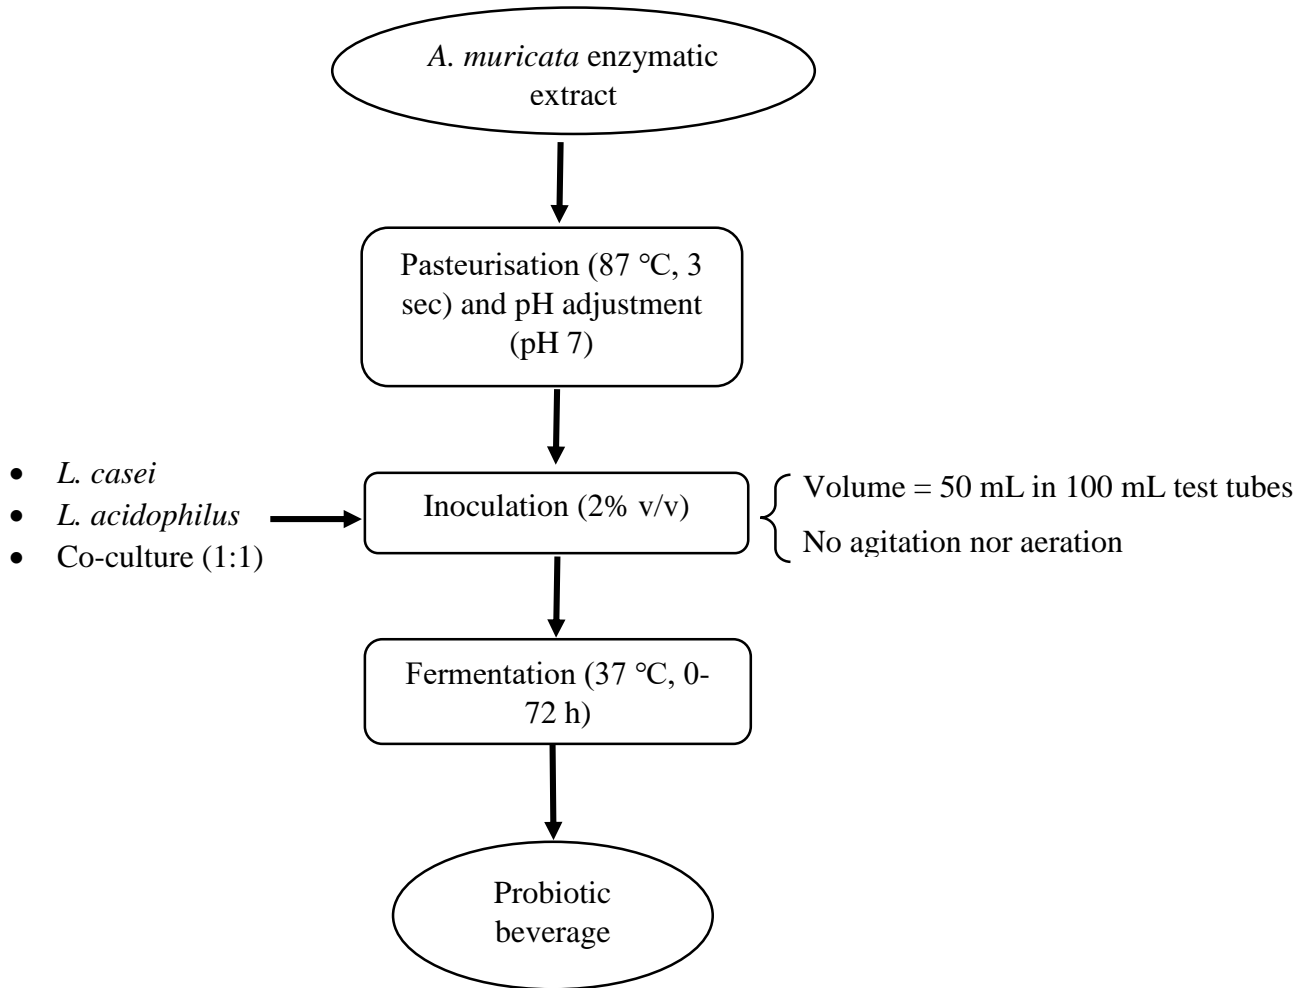 A. muricata enzymatic
extract
Pasteurisation (87 °C, 3
sec) and pH adjustment
(pH 7)
• L. casei
• L. acidophilus
• Co-culture (1:1)
Inoculation (2% v/v)
Volume = 50 mL in 100 mL test tubes
No agitation nor aeration
Fermentation (37 °C, 0-
72 h)
Probiotic
beverage